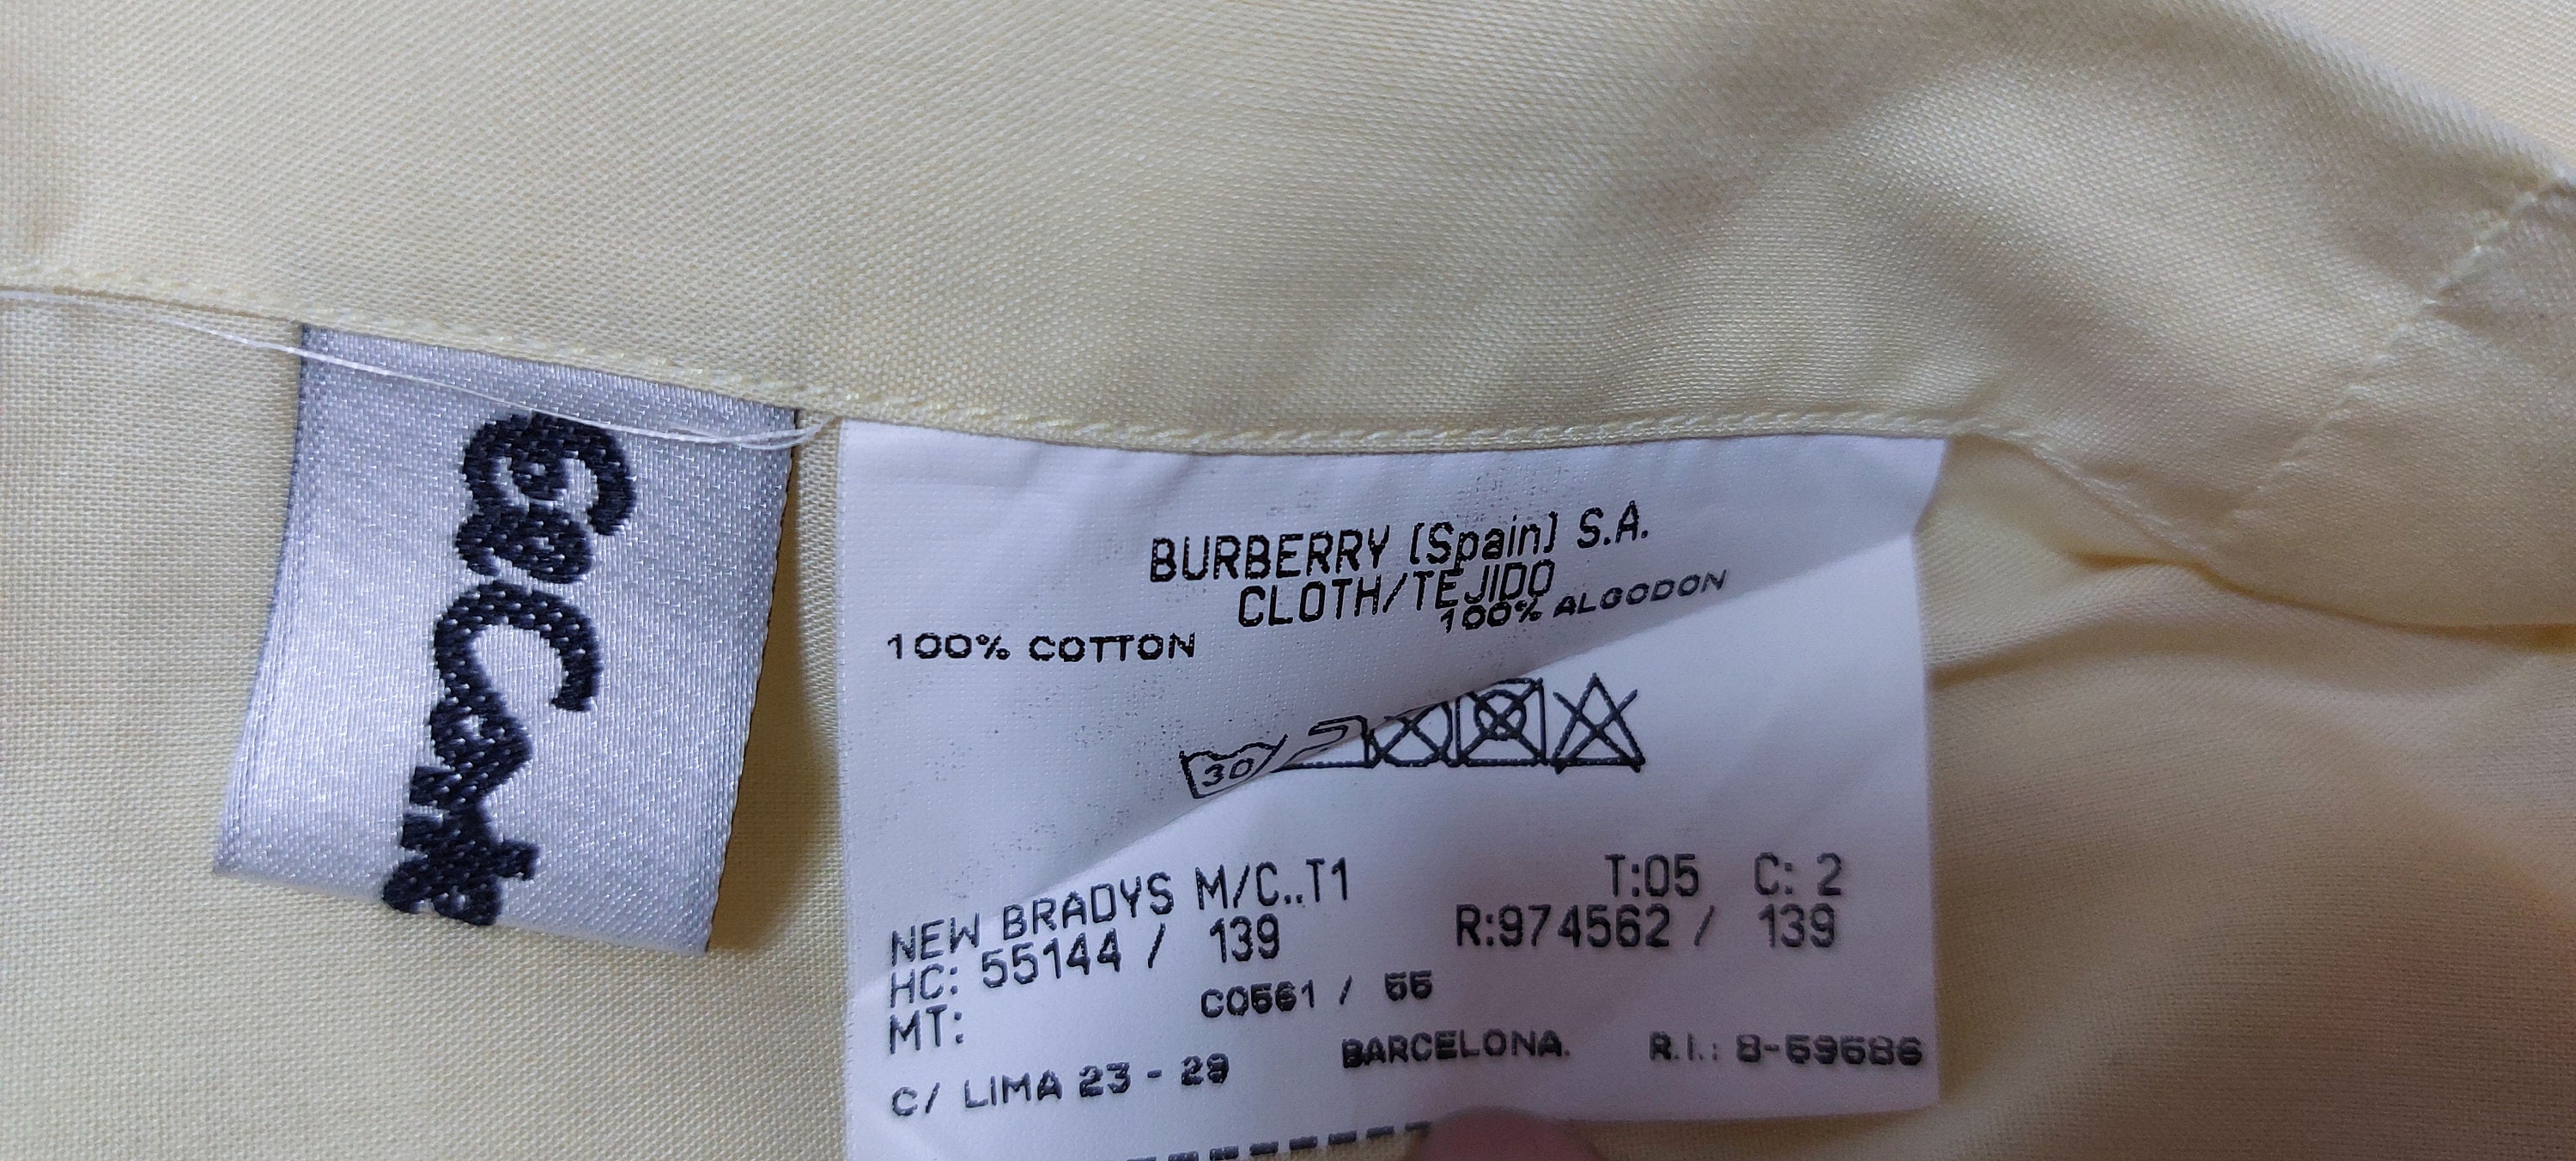 BURBERRY (Spain) S.A.
CLOTH/TEJIDO
100% COTTON 100% ALGODON
30
NEW BRADYS M/C..T1 T:05 C: 2
HC: 55144 / 139 R:974562 / 139
MT: C0561 / 55
C/ LIMA 23 - 29 BARCELONA. R.I.: 8-59586